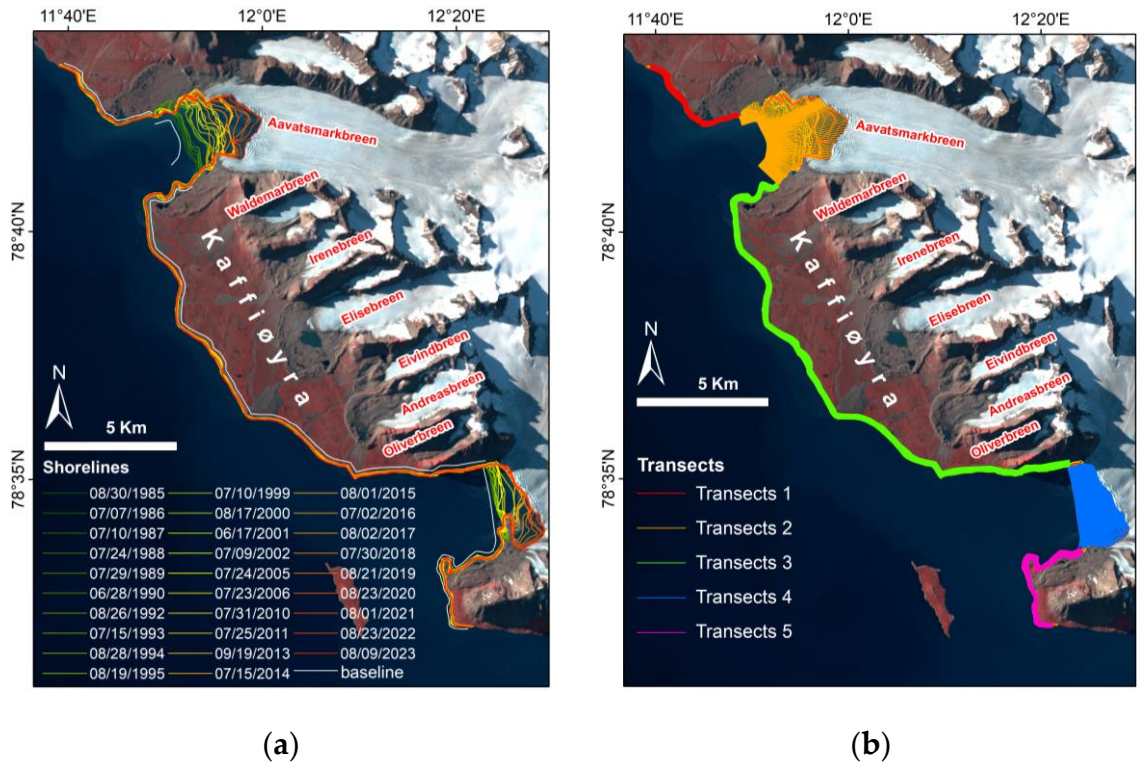 11°40'E 12°0'E 12°20'E
78°40'N
78°35'N
Aavatsmarkbreen
Waldemarbreen
Irenebreen
Elisebreen
Eivindbreen
Andreasbreen
Oliverbreen
Kaffiøyra
N
5 Km
Shorelines
08/30/1985 07/10/1999 08/01/2015
07/07/1986 08/17/2000 07/02/2016
07/10/1987 06/17/2001 08/02/2017
07/24/1988 07/09/2002 07/30/2018
07/29/1989 07/24/2005 08/21/2019
06/28/1990 07/23/2006 08/23/2020
08/26/1992 07/31/2010 08/01/2021
07/15/1993 07/25/2011 08/23/2022
08/28/1994 09/19/2013 08/09/2023
08/19/1995 07/15/2014 baseline
(a)
11°40'E 12°0'E 12°20'E
78°40'N
78°35'N
Aavatsmarkbreen
Waldemarbreen
Irenebreen
Elisebreen
Eivindbreen
Andreasbreen
Oliverbreen
Kaffiøyra
N
5 Km
Transects
Transects 1
Transects 2
Transects 3
Transects 4
Transects 5
(b)